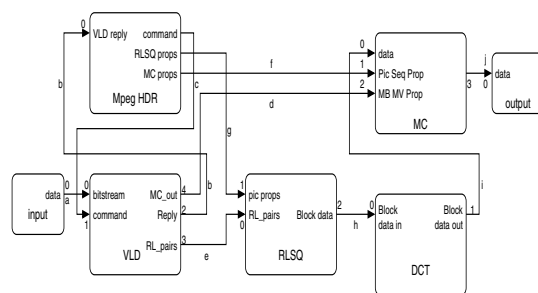 0
VLD reply
command
RLSQ props
MC props
Mpeg HDR
b
c
f
d
g
0
data
1
Pic Seq Prop
2
MB MV Prop
3
MC
j
0
data
output
data
0
a
input
0
bitstream
1
command
MC_out
4
Reply
2
b
RL_pairs
3
VLD
e
1
pic props
RL_pairs
0
Block data
2
RLSQ
h
0
Block
data in
Block
data out
1
DCT
i